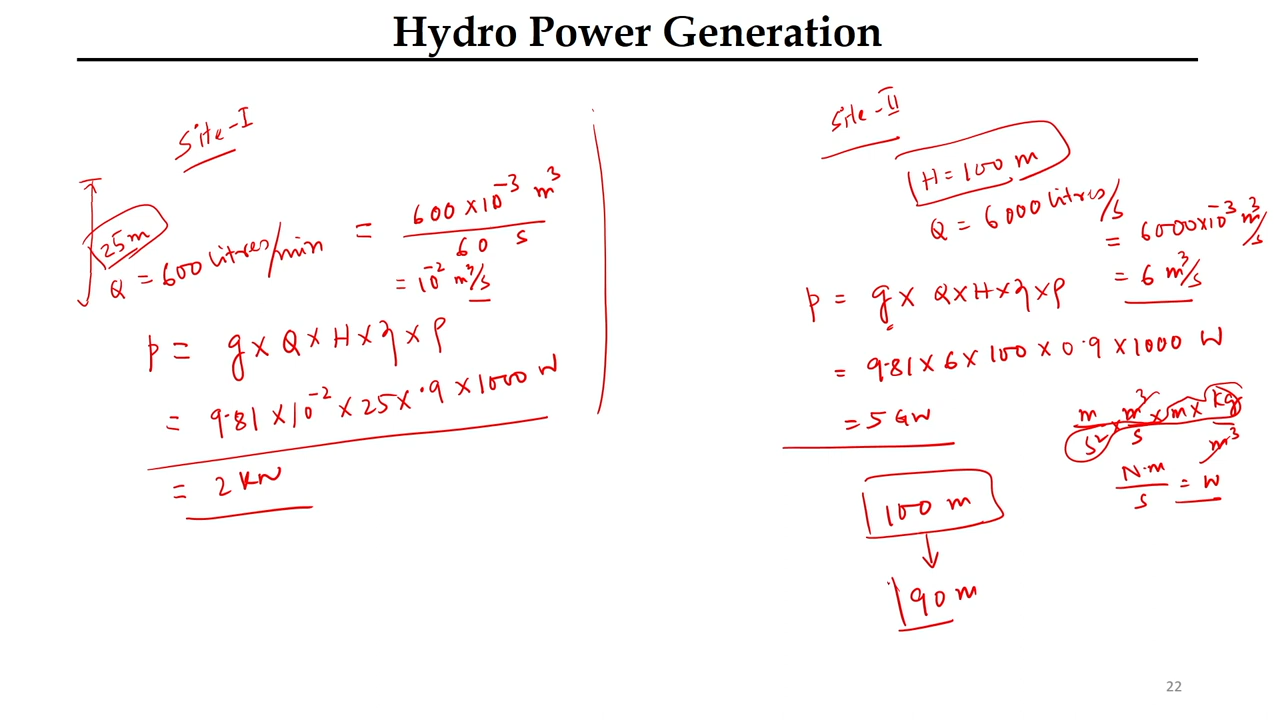 Hydro Power Generation
Site-I
25m
Q = 600 litres/min = 600 × 10⁻³ m³ / 60 s
= 10⁻² m³/s
p = g × Q × H × η × ρ
= 9.81 × 10⁻² × 25 × .9 × 1000 W
= 2 KW
Site-II
H = 100 m
Q = 6000 litres/s
= 6000×10⁻³ m³/s
= 6 m³/s
p = g × Q×H×η×ρ
= 9.81 × 6 × 100 × 0.9 × 1000 W
= 5 GW
m/s² × m³/s × m × kg/m³
N·m/s = W
100 m
90 m
22